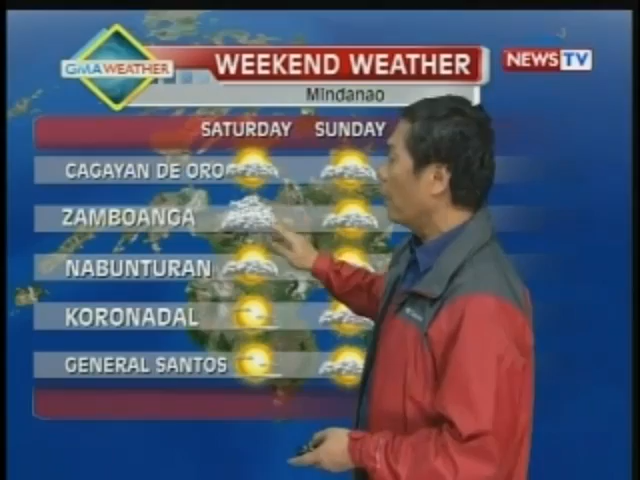 GMA WEATHER
WEEKEND WEATHER
NEWS TV
Mindanao
SATURDAY SUNDAY
CAGAYAN DE ORO
ZAMBOANGA
NABUNTURAN
KORONADAL
GENERAL SANTOS